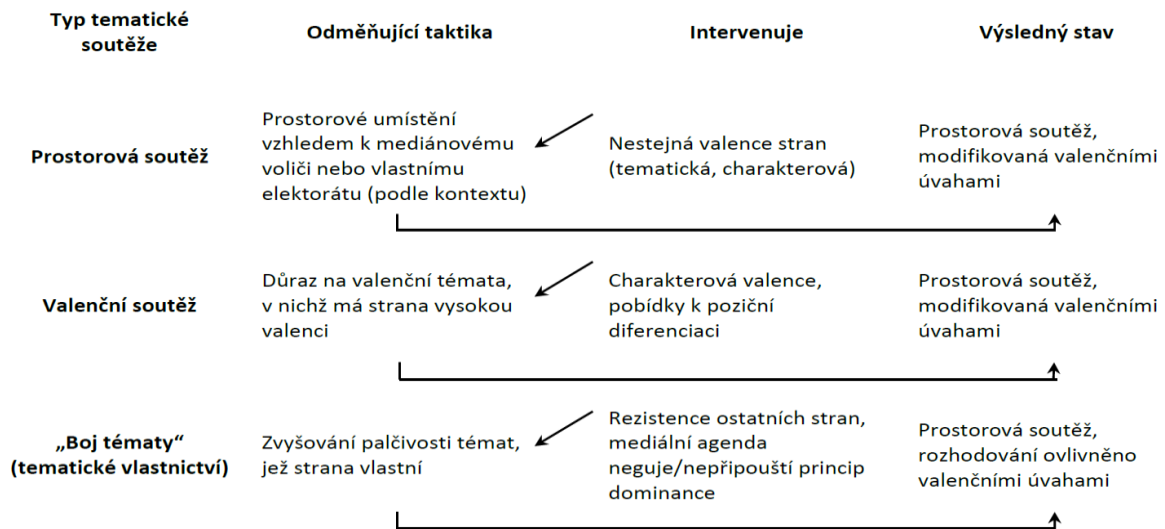 Typ tematické
soutěže
Odměňující taktika
Intervenuje
Výsledný stav
Prostorová soutěž
Prostorové umístění
vzhledem k mediánovému
voliči nebo vlastnímu
elektorátu (podle kontextu)
Nestejná valence stran
(tematická, charakterová)
Prostorová soutěž,
modifikovaná valenčními
úvahami
Valenční soutěž
Důraz na valenční témata,
v nichž má strana vysokou
valenci
Charakterová valence,
pobídky k poziční
diferenciaci
Prostorová soutěž,
modifikovaná valenčními
úvahami
„Boj tématy“
(tematické vlastnictví)
Zvyšování palčivosti témat,
jež strana vlastní
Rezistence ostatních stran,
mediální agenda
neguje/nepřipouští princip
dominance
Prostorová soutěž,
rozhodování ovlivněno
valenčními úvahami